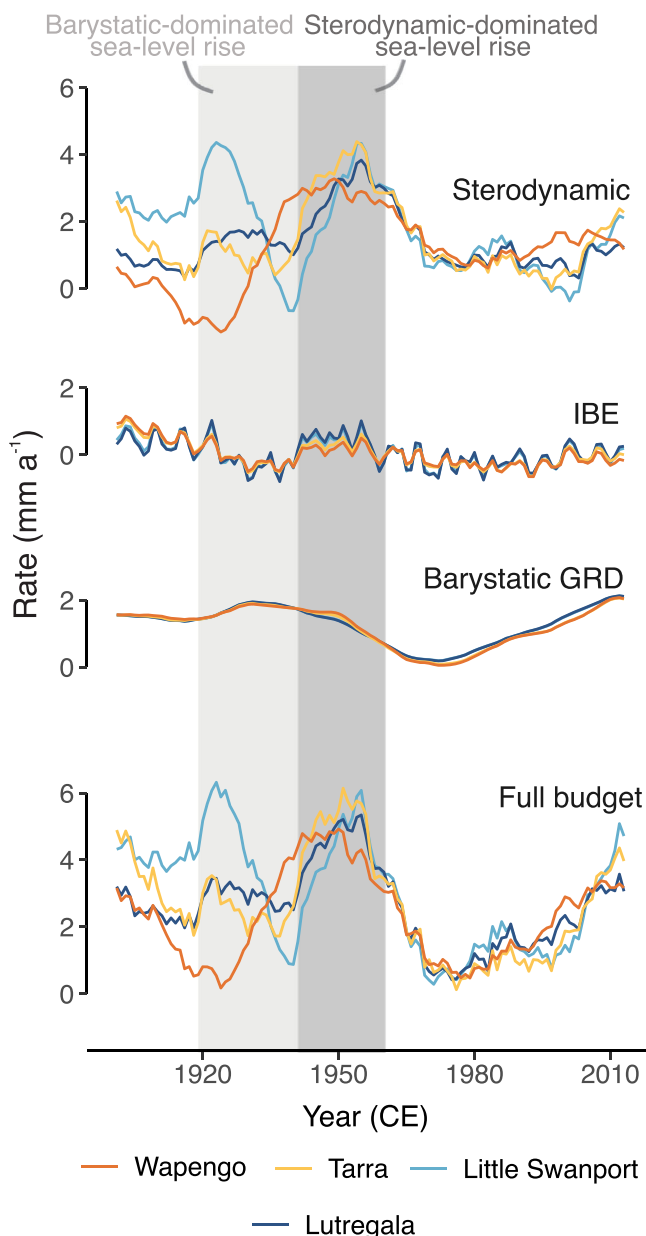 Barystatic-dominated
sea-level rise
Sterodynamic-dominated
sea-level rise
6
4
2
0
Sterodynamic
2
0
IBE
Rate (mm a⁻¹)
2
0
Barystatic GRD
6
4
2
0
Full budget
1920 1950 1980 2010
Year (CE)
Wapengo Tarra Little Swanport
Lutregala